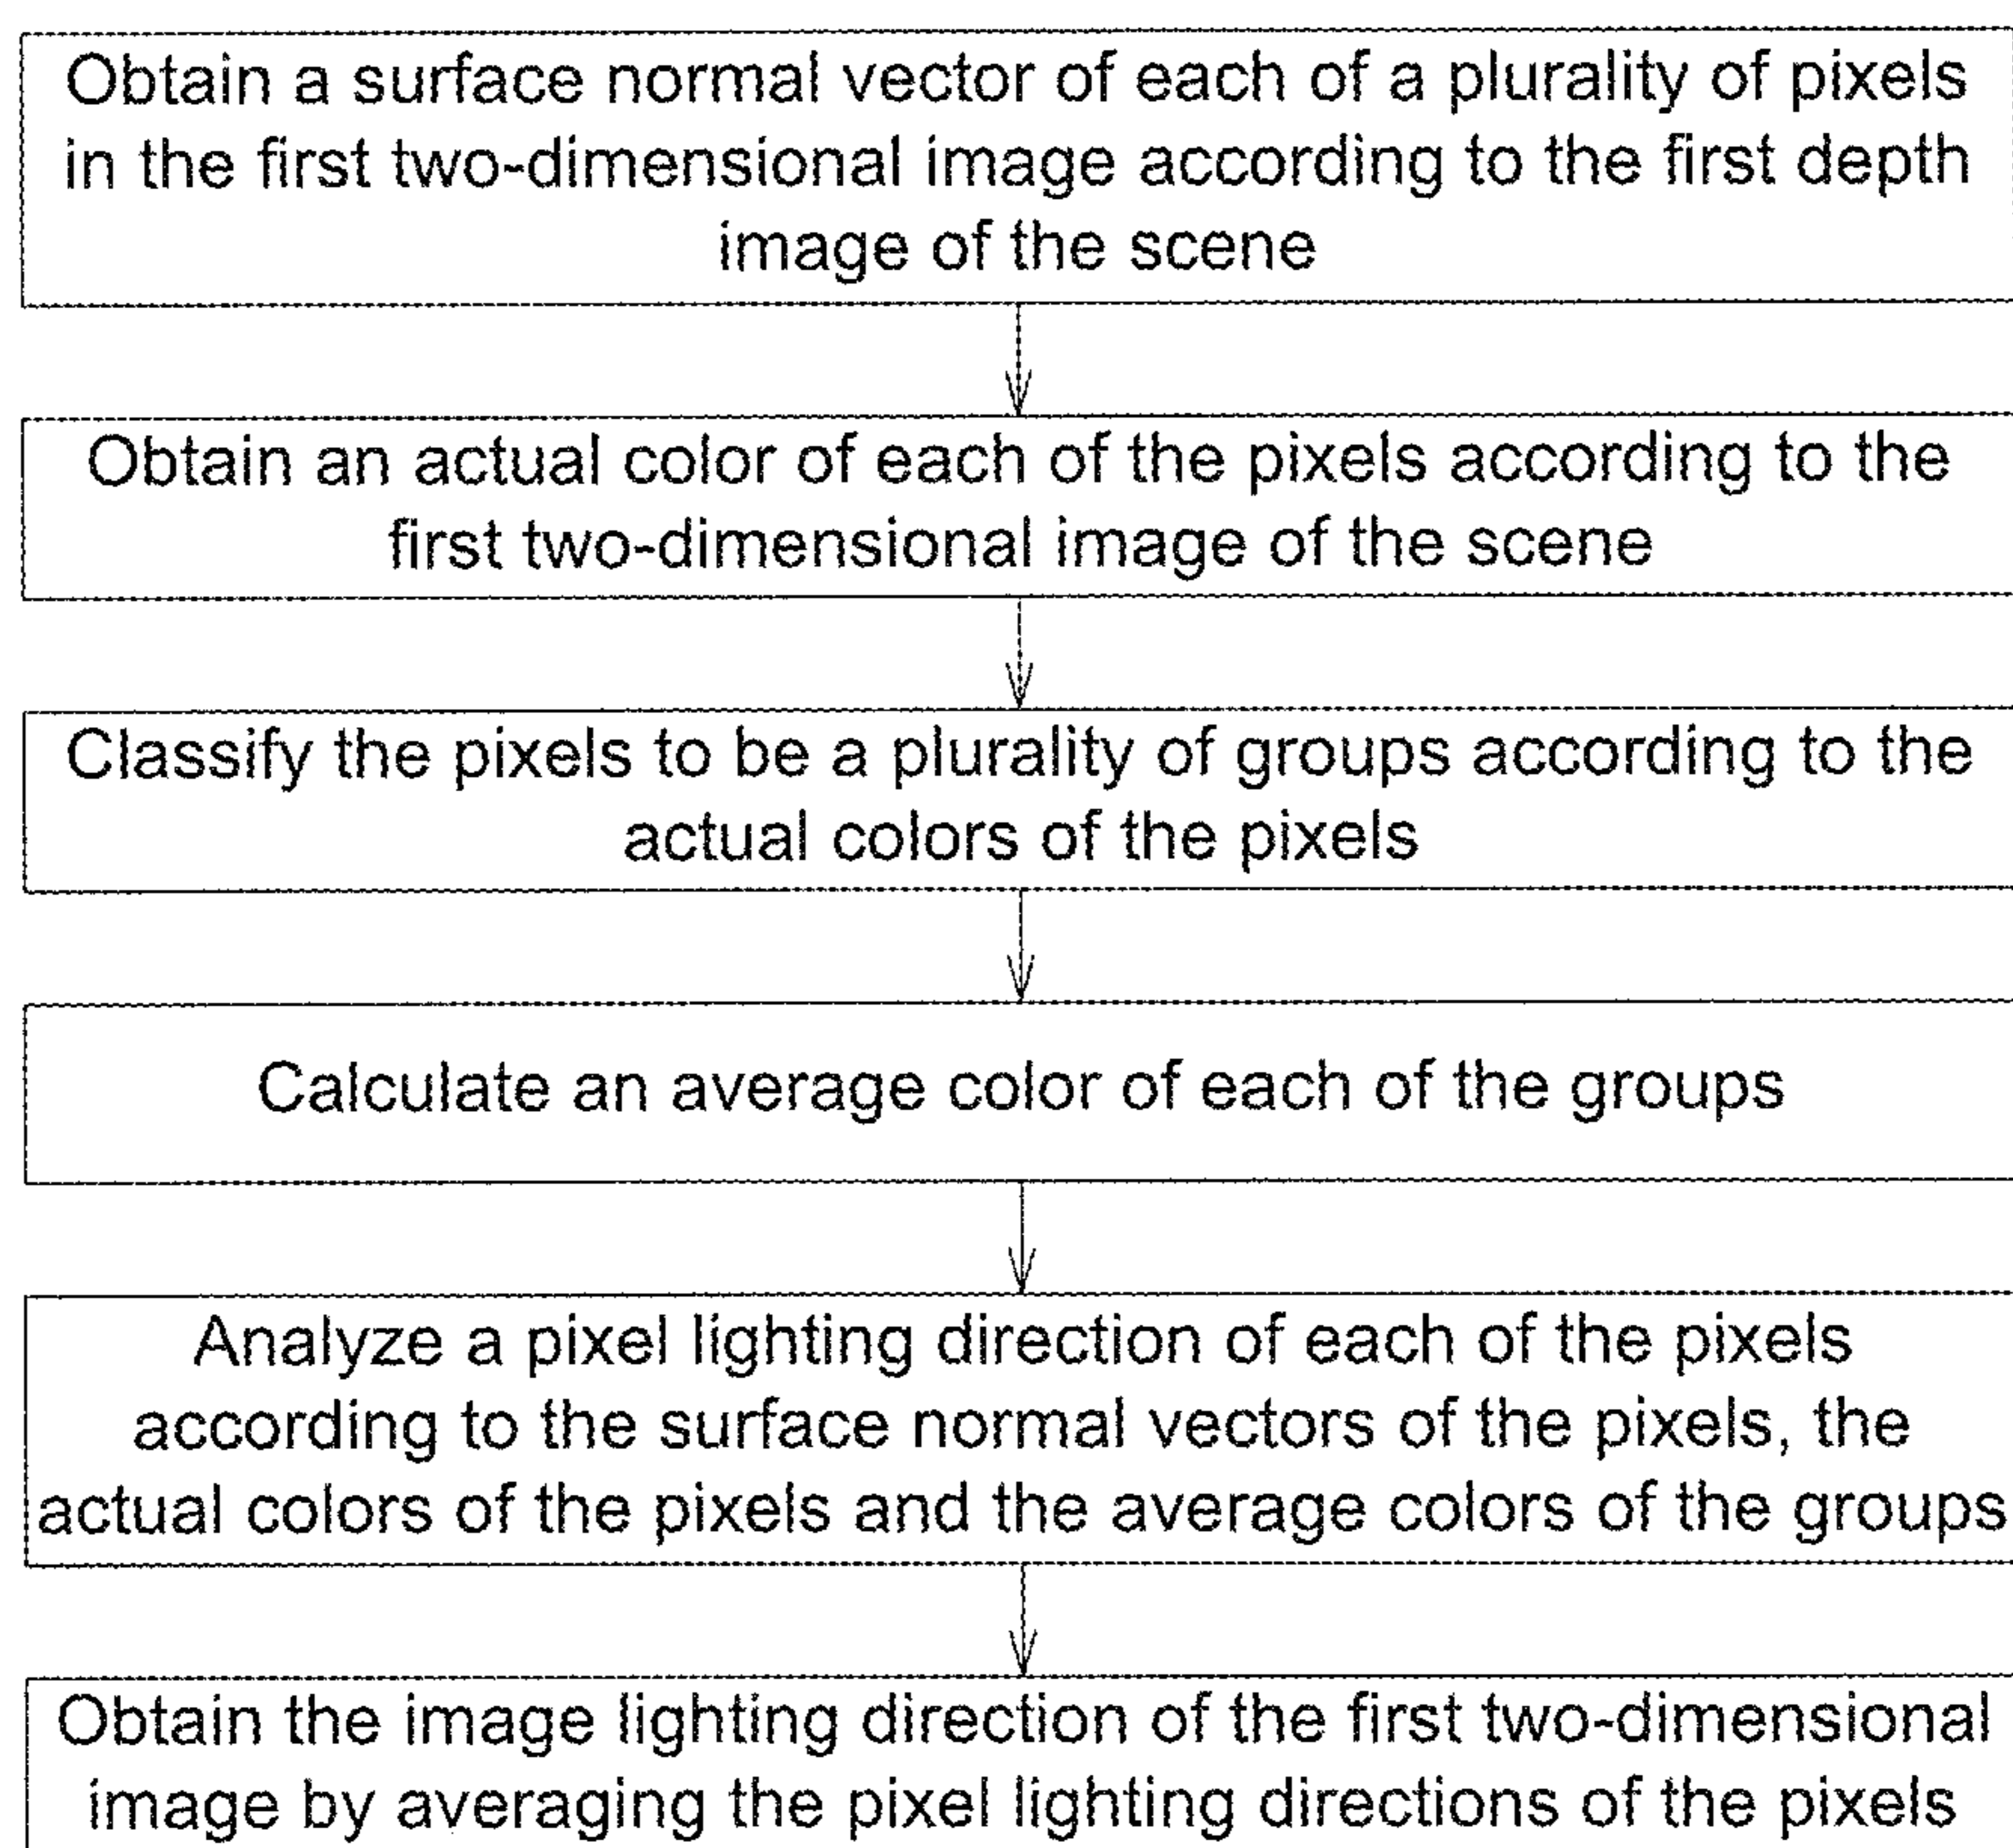 Obtain a surface normal vector of each of a plurality of pixels
in the first two-dimensional image according to the first depth
image of the scene
Obtain an actual color of each of the pixels according to the
first two-dimensional image of the scene
Classify the pixels to be a plurality of groups according to the
actual colors of the pixels
Calculate an average color of each of the groups
Analyze a pixel lighting direction of each of the pixels
according to the surface normal vectors of the pixels, the
actual colors of the pixels and the average colors of the groups
Obtain the image lighting direction of the first two-dimensional
image by averaging the pixel lighting directions of the pixels